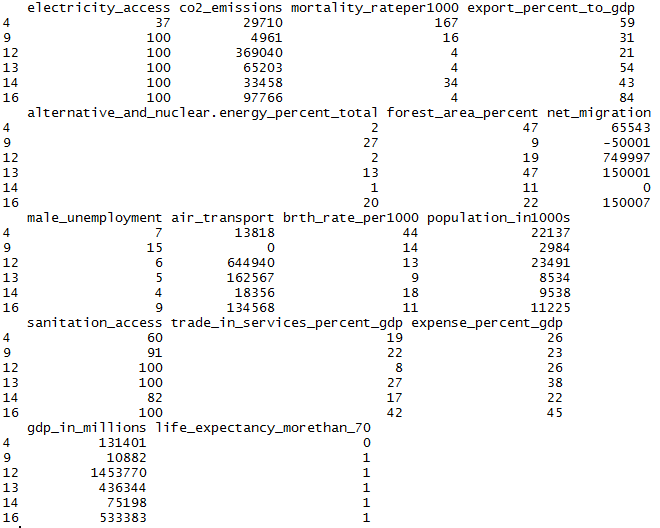 electricity_access co2_emissions mortality_rateper1000 export_percent_to_gdp
4 37 29710 167 59
9 100 4961 16 31
12 100 369040 4 21
13 100 65203 4 54
14 100 33458 34 43
16 100 97766 4 84
alternative_and_nuclear.energy_percent_total forest_area_percent net_migration
4 2 47 65543
9 27 9 -50001
12 2 19 749997
13 13 47 150001
14 1 11 0
16 20 22 150007
male_unemployment air_transport brth_rate_per1000 population_in1000s
4 7 13818 44 22137
9 15 0 14 2984
12 6 644940 13 23491
13 5 162567 9 8534
14 4 18356 18 9538
16 9 134568 11 11225
sanitation_access trade_in_services_percent_gdp expense_percent_gdp
4 60 19 26
9 91 22 23
12 100 8 26
13 100 27 38
14 82 17 22
16 100 42 45
gdp_in_millions life_expectancy_morethan_70
4 131401 0
9 10882 1
12 1453770 1
13 436344 1
14 75198 1
16 533383 1